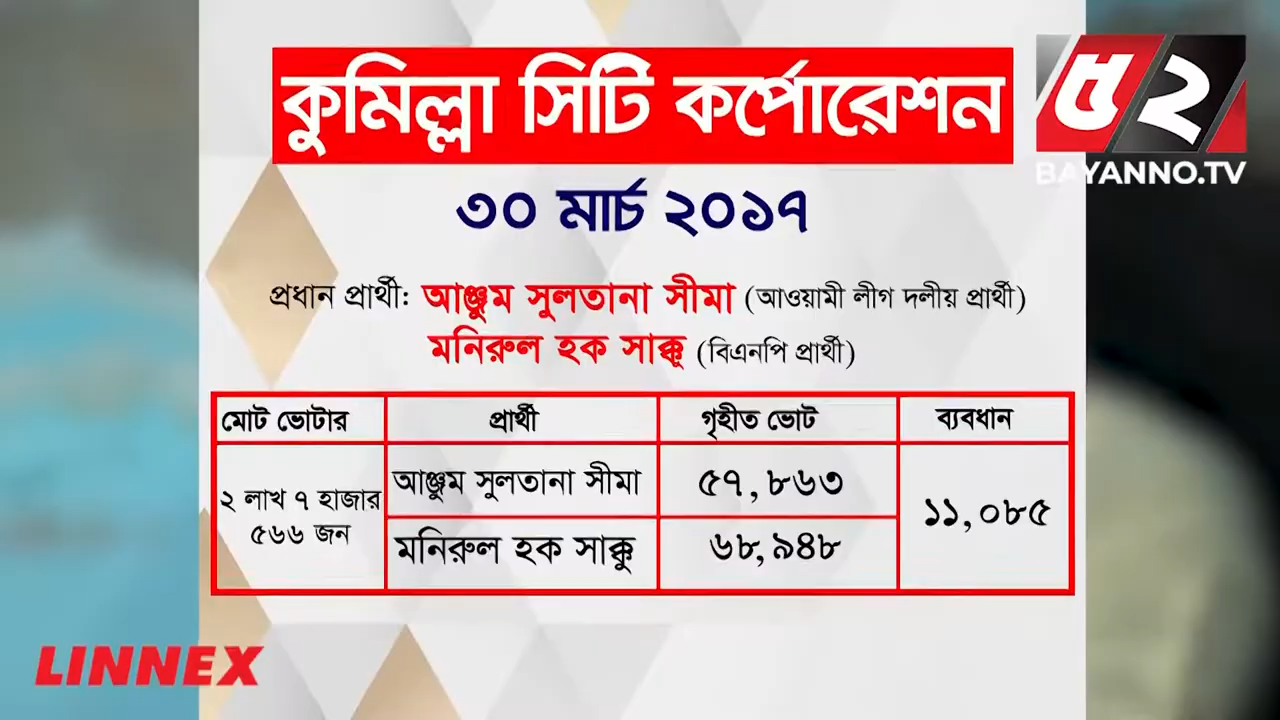 কুমিল্লা সিটি কর্পোরেশন
৫২
BAYANNO.TV
৩০ মার্চ ২০১৭
প্রধান প্রার্থী: আঞ্জুম সুলতানা সীমা (আওয়ামী লীগ দলীয় প্রার্থী)
মনিরুল হক সাক্কু (বিএনপি প্রার্থী)
মোট ভোটার প্রার্থী গৃহীত ভোট ব্যবধান
২ লাখ ৭ হাজার ৫৬৬ জন
আঞ্জুম সুলতানা সীমা ৫৭,৮৬৩
মনিরুল হক সাক্কু ৬৮,৯৪৮
১১,০৮৫
LINNEX